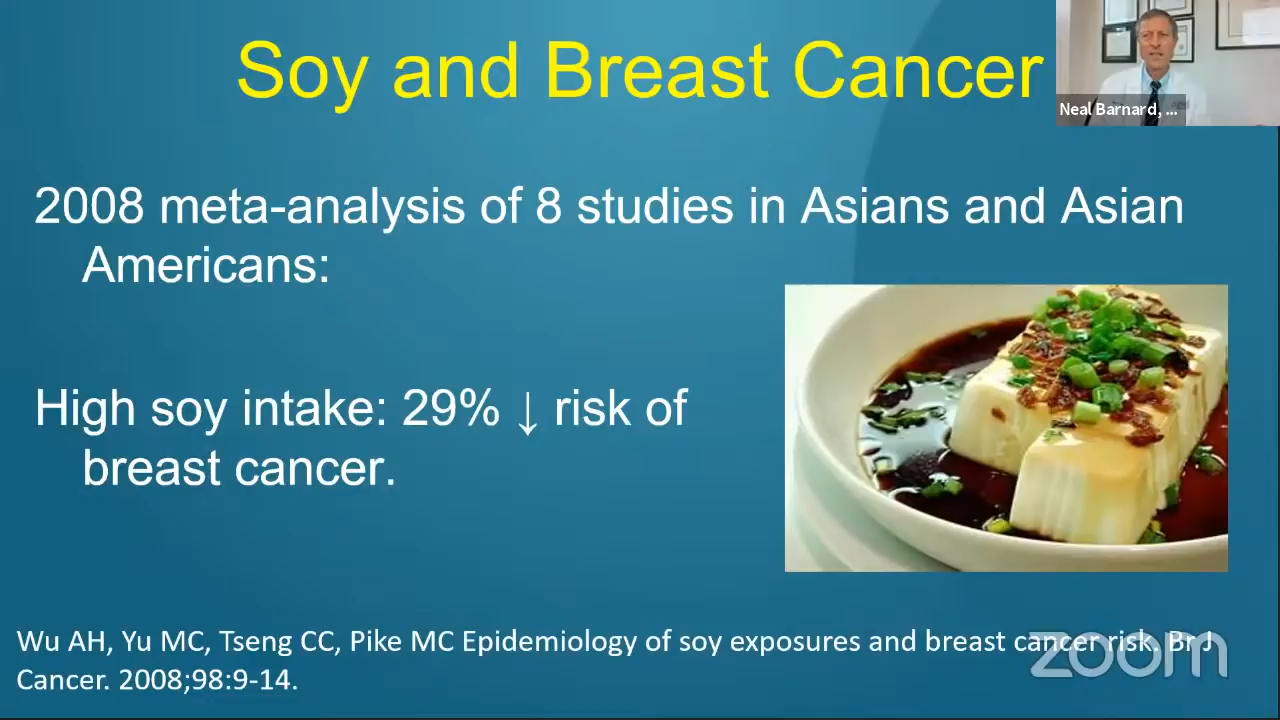 Soy and Breast Cancer
Neal Barnard, ...
2008 meta-analysis of 8 studies in Asians and Asian
Americans:
High soy intake: 29% ↓ risk of
breast cancer.
Wu AH, Yu MC, Tseng CC, Pike MC Epidemiology of soy exposures and breast cancer risk. Br J
Cancer. 2008;98:9-14.
zoom